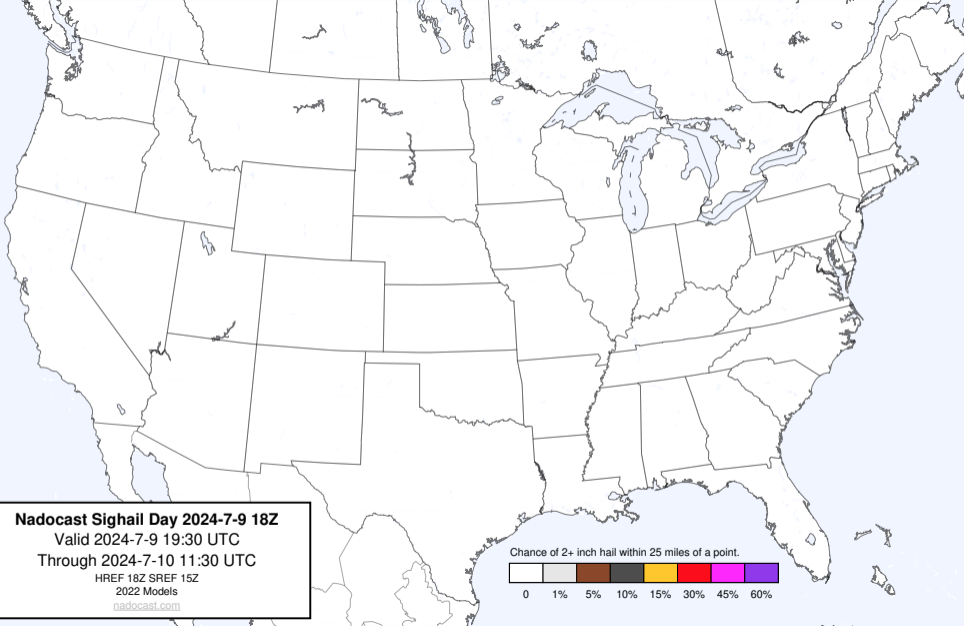 Nadocast Sighail Day 2024-7-9 18Z
Valid 2024-7-9 19:30 UTC
Through 2024-7-10 11:30 UTC
HREF 18Z SREF 15Z
2022 Models
nadocast.com
Chance of 2+ inch hail within 25 miles of a point.
0 1% 5% 10% 15% 30% 45% 60%